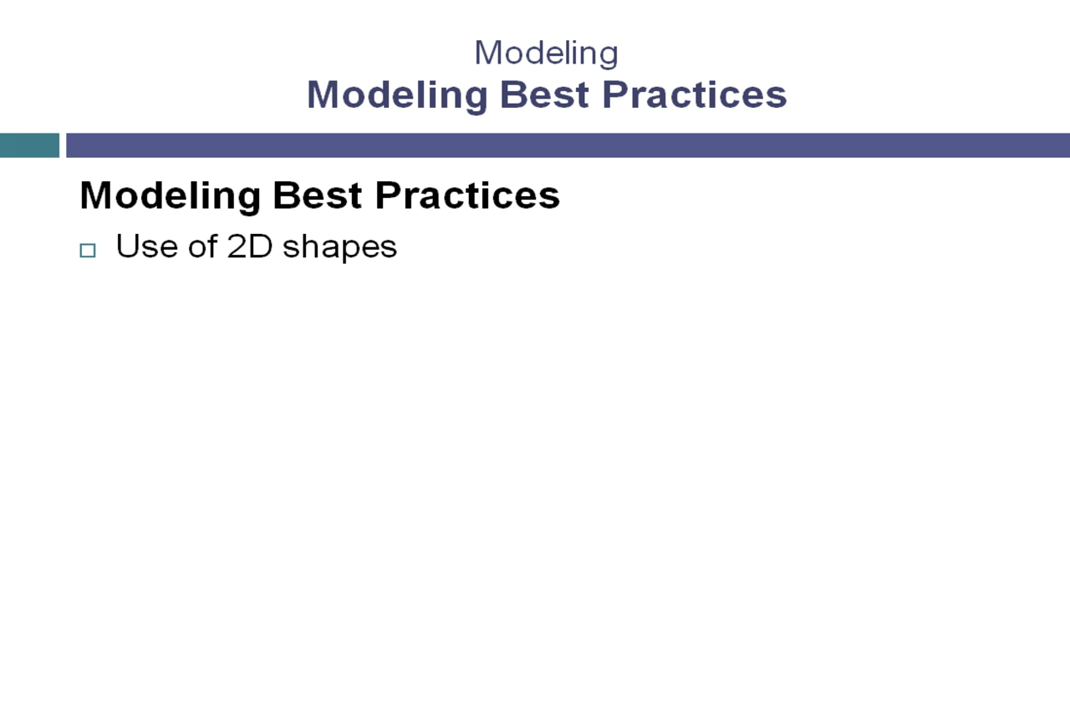 Modeling
Modeling Best Practices
Modeling Best Practices
Use of 2D shapes